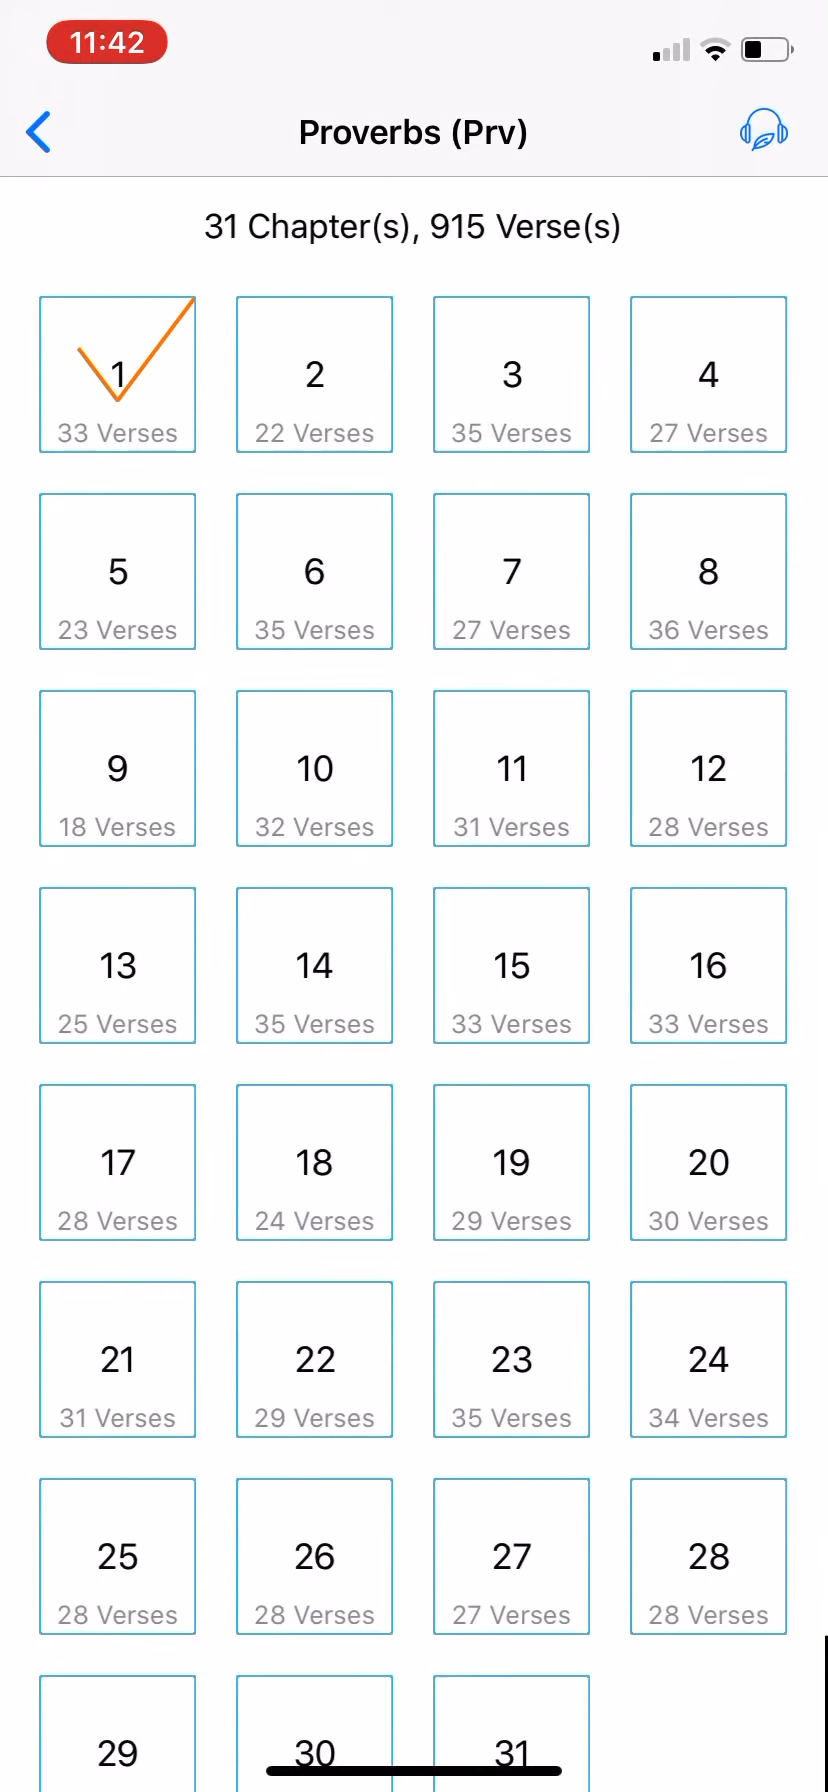 11:42
Proverbs (Prv)
31 Chapter(s), 915 Verse(s)
1 2 3 4
33 Verses 22 Verses 35 Verses 27 Verses
5 6 7 8
23 Verses 35 Verses 27 Verses 36 Verses
9 10 11 12
18 Verses 32 Verses 31 Verses 28 Verses
13 14 15 16
25 Verses 35 Verses 33 Verses 33 Verses
17 18 19 20
28 Verses 24 Verses 29 Verses 30 Verses
21 22 23 24
31 Verses 29 Verses 35 Verses 34 Verses
25 26 27 28
28 Verses 28 Verses 27 Verses 28 Verses
29 30 31